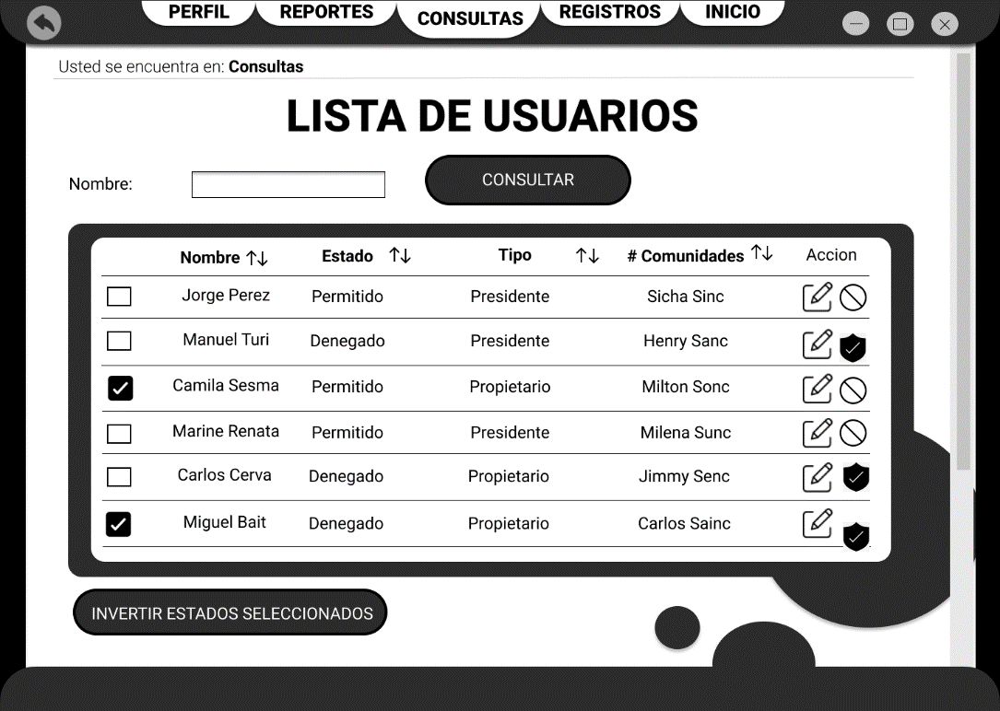 PERFIL REPORTES CONSULTAS REGISTROS INICIO
Usted se encuentra en: Consultas
LISTA DE USUARIOS
Nombre: CONSULTAR
Nombre Estado Tipo # Comunidades Accion
Jorge Perez Permitido Presidente Sicha Sinc
Manuel Turi Denegado Presidente Henry Sanc
Camila Sesma Permitido Propietario Milton Sonc
Marine Renata Permitido Presidente Milena Sunc
Carlos Cerva Denegado Propietario Jimmy Senc
Miguel Bait Denegado Propietario Carlos Sainc
INVERTIR ESTADOS SELECCIONADOS